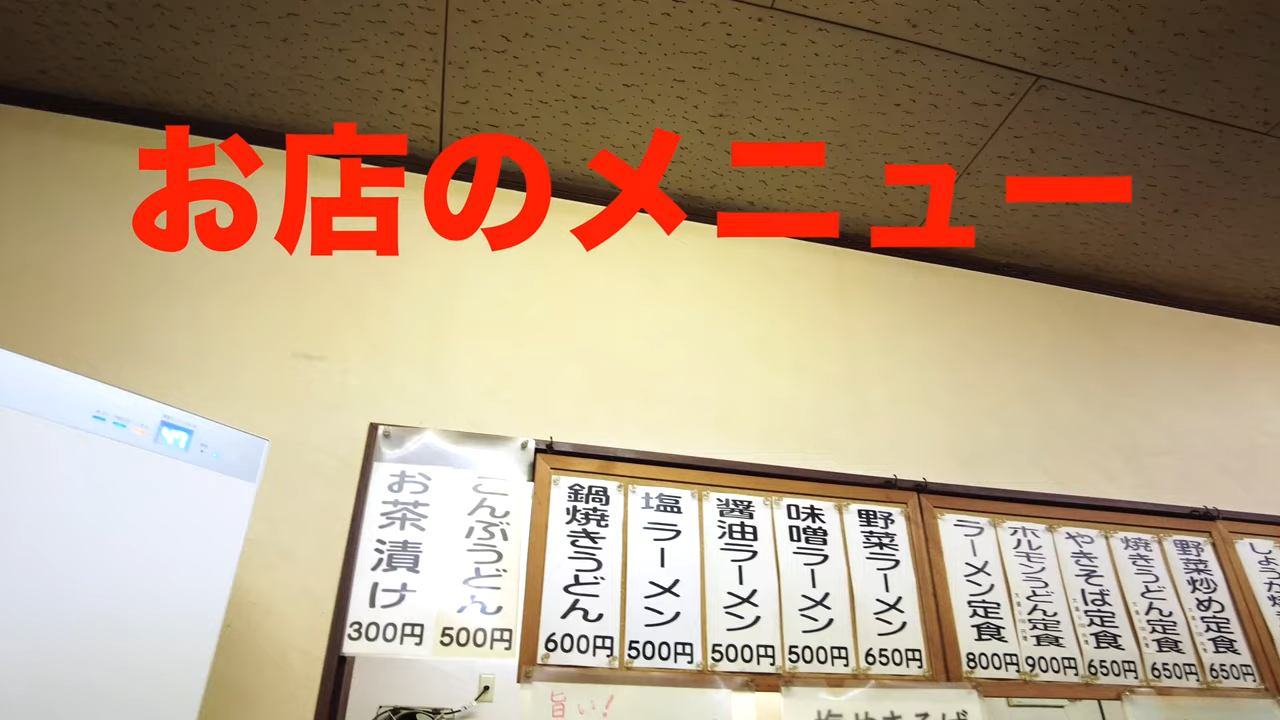 お店のメニュー
お茶漬け
300円
こんぶうどん
500円
鍋焼きうどん
600円
塩ラーメン
500円
醤油ラーメン
500円
味噌ラーメン
500円
野菜ラーメン
650円
ラーメン定食
800円
ホルモンうどん定食
900円
やきそば定食
650円
焼きうどん定食
650円
野菜炒め定食
650円
旨い!